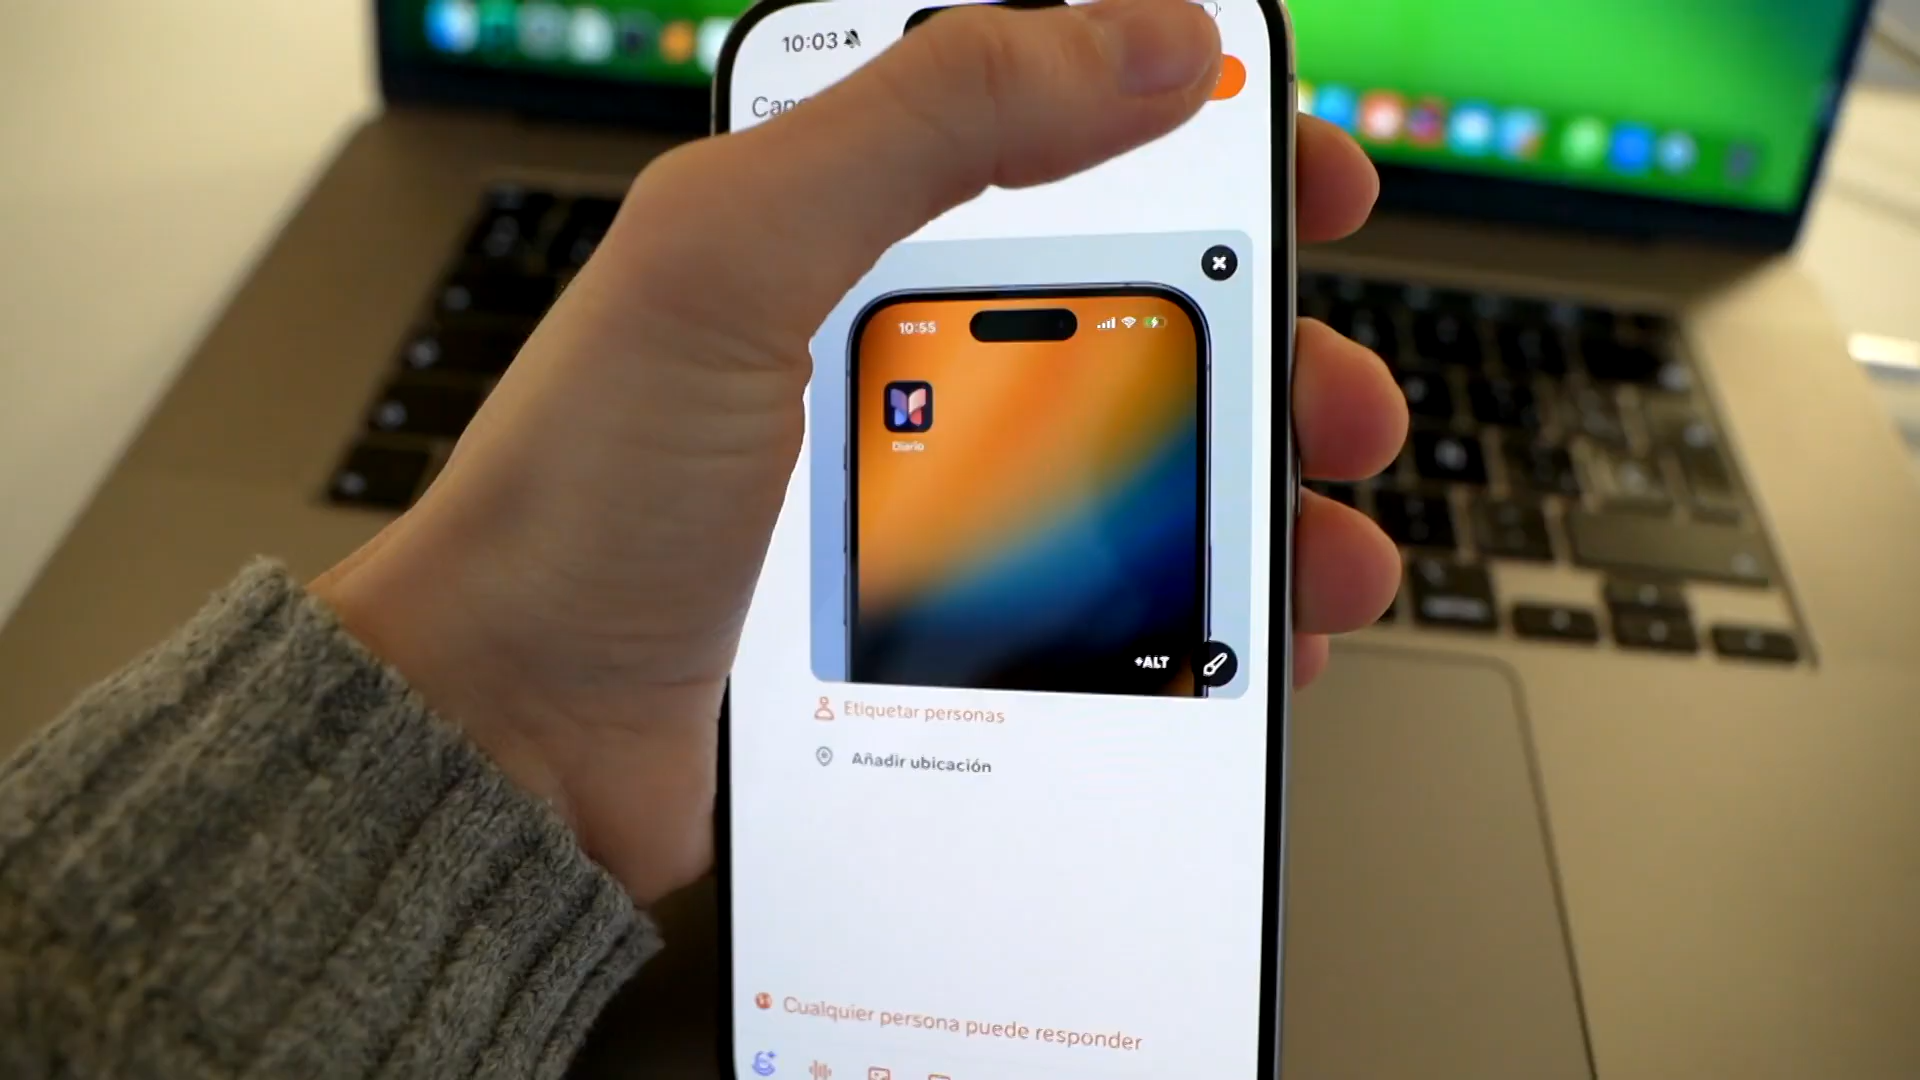 10:03
10:55
Diario
+ALT
Etiquetar personas
Añadir ubicación
Cualquier persona puede responder